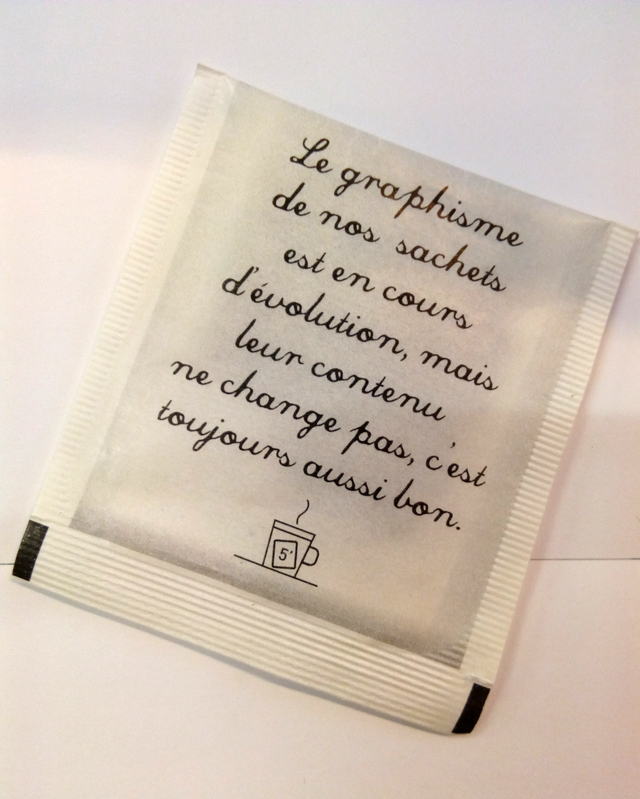 Le graphisme
de nos sachets
est en cours
d'évolution, mais
leur contenu
ne change pas, c'est
toujours aussi bon.
5'